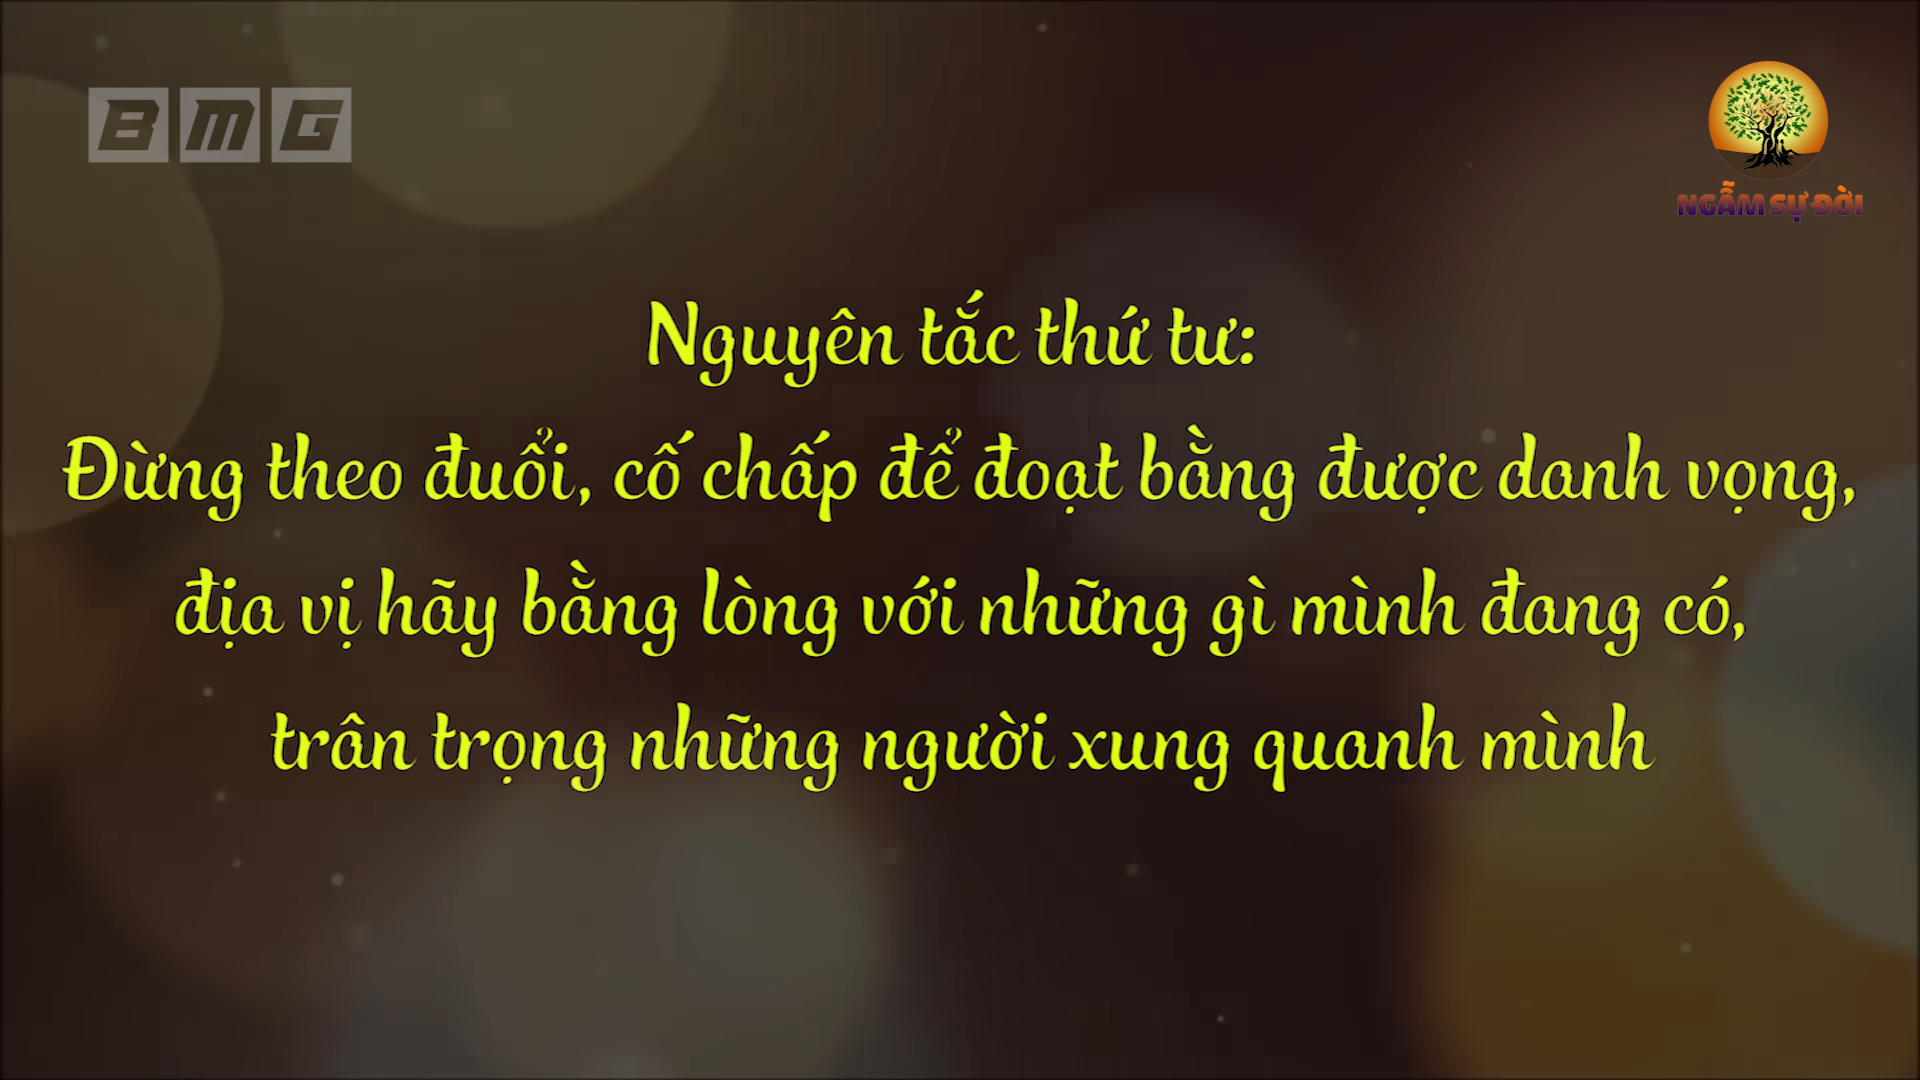 BMG
NGẪM SỰ ĐỜI
Nguyên tắc thứ tư:
Đừng theo đuổi, cố chấp để đoạt bằng được danh vọng,
địa vị hãy bằng lòng với những gì mình đang có,
trân trọng những người xung quanh mình